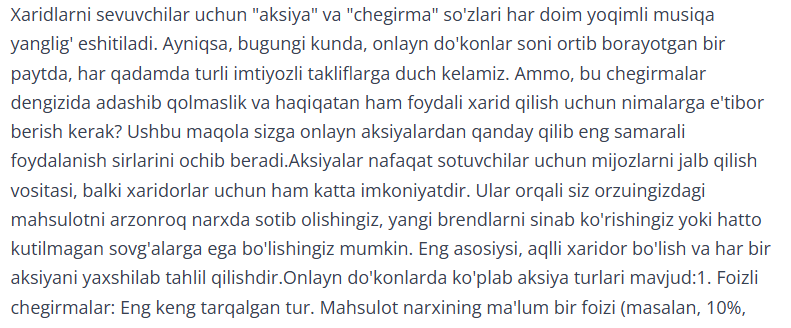 Xaridlarni sevuvchilar uchun "aksiya" va "chegirma" so'zlari har doim yoqimli musiqa
yanglig' eshitiladi. Ayniqsa, bugungi kunda, onlayn do'konlar soni ortib borayotgan bir
paytda, har qadamda turli imtiyozli takliflarga duch kelamiz. Ammo, bu chegirmalar
dengizida adashib qolmaslik va haqiqatan ham foydali xarid qilish uchun nimalarga e'tibor
berish kerak? Ushbu maqola sizga onlayn aksiyalardan qanday qilib eng samarali
foydalanish sirlarini ochib beradi.Aksiyalar nafaqat sotuvchilar uchun mijozlarni jalb qilish
vositasi, balki xaridorlar uchun ham katta imkoniyatdir. Ular orqali siz orzuingizdagi
mahsulotni arzonroq narxda sotib olishingiz, yangi brendlarni sinab ko'rishingiz yoki hatto
kutilmagan sovg'alarga ega bo'lishingiz mumkin. Eng asosiysi, aqlli xaridor bo'lish va har bir
aksiyani yaxshilab tahlil qilishdir.Onlayn do'konlarda ko'plab aksiya turlari mavjud:1. Foizli
chegirmalar: Eng keng tarqalgan tur. Mahsulot narxining ma'lum bir foizi (masalan, 10%,